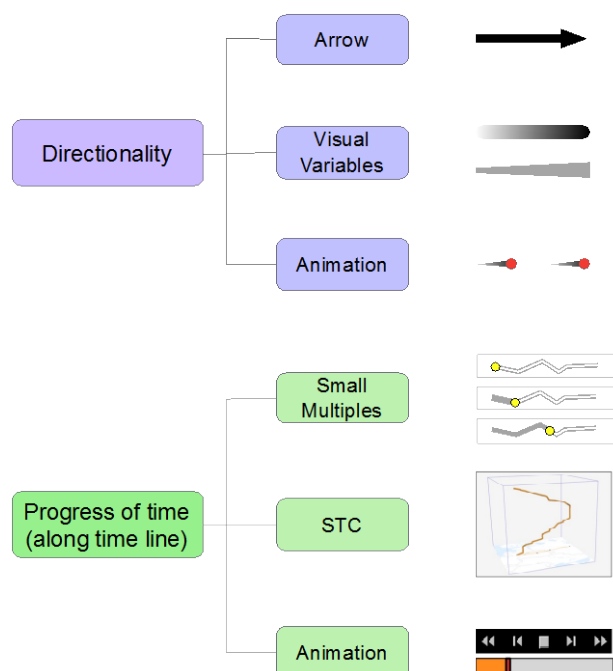 Arrow
Directionality
Visual
Variables
Animation
Small
Multiples
Progress of time
(along time line)
STC
Animation